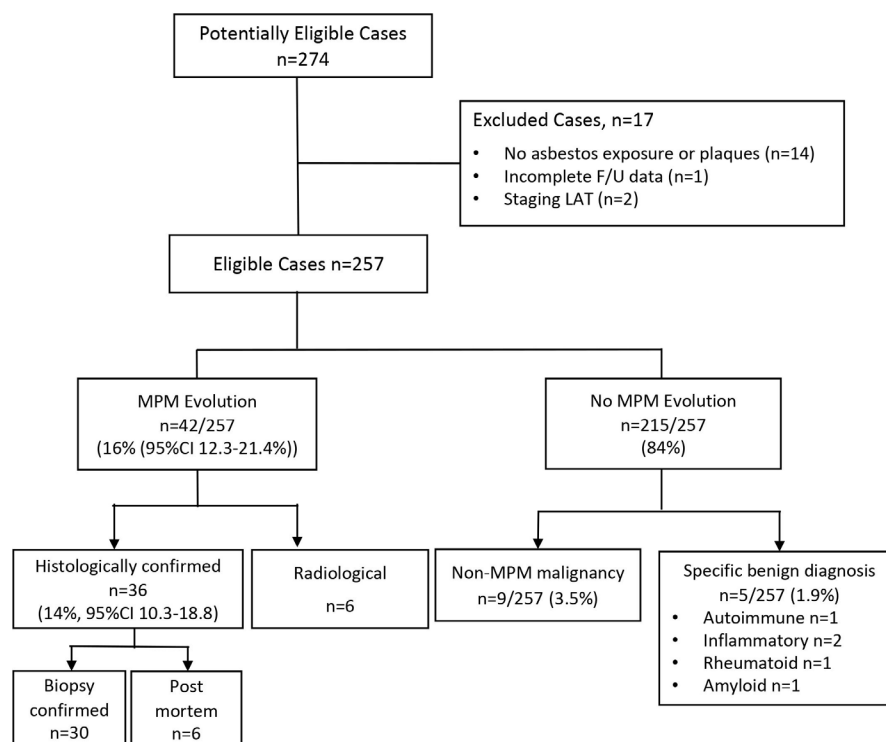 Potentially Eligible Cases
n=274
Excluded Cases, n=17
• No asbestos exposure or plaques (n=14)
• Incomplete F/U data (n=1)
• Staging LAT (n=2)
Eligible Cases n=257
MPM Evolution
n=42/257
(16% (95%CI 12.3-21.4%))
No MPM Evolution
n=215/257
(84%)
Histologically confirmed
n=36
(14%, 95%CI 10.3-18.8)
Radiological
n=6
Non-MPM malignancy
n=9/257 (3.5%)
Specific benign diagnosis
n=5/257 (1.9%)
• Autoimmune n=1
• Inflammatory n=2
• Rheumatoid n=1
• Amyloid n=1
Biopsy
confirmed
n=30
Post
mortem
n=6